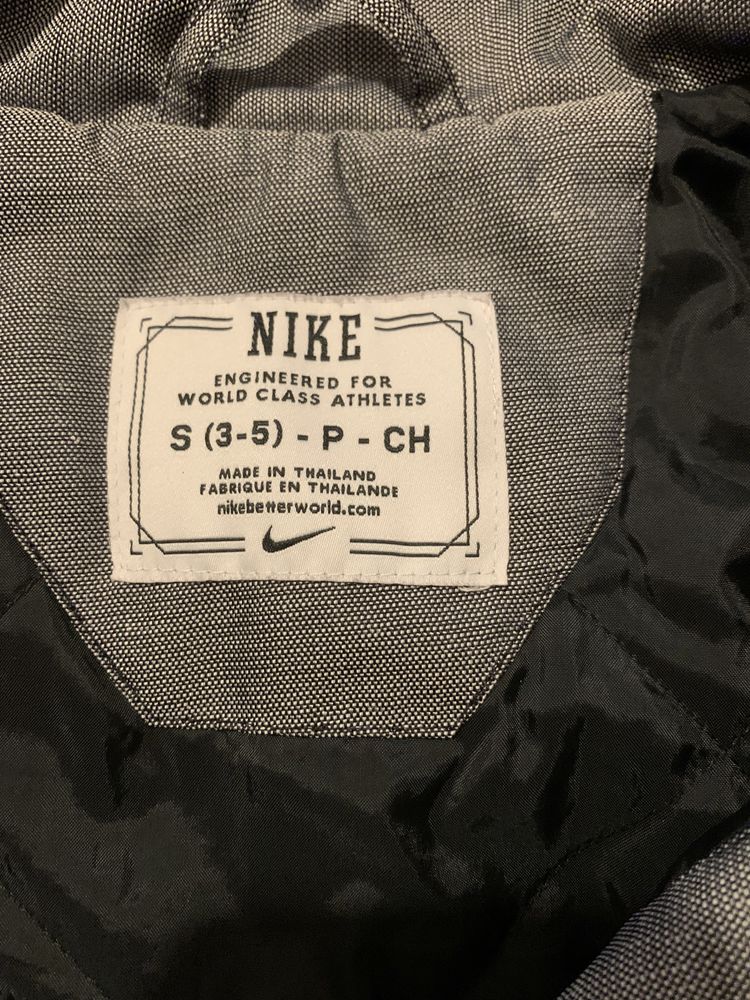 NIKE
ENGINEERED FOR
WORLD CLASS ATHLETES
S (3-5) - P - CH
MADE IN THAILAND
FABRIQUE EN THAILANDE
nikebetterworld.com